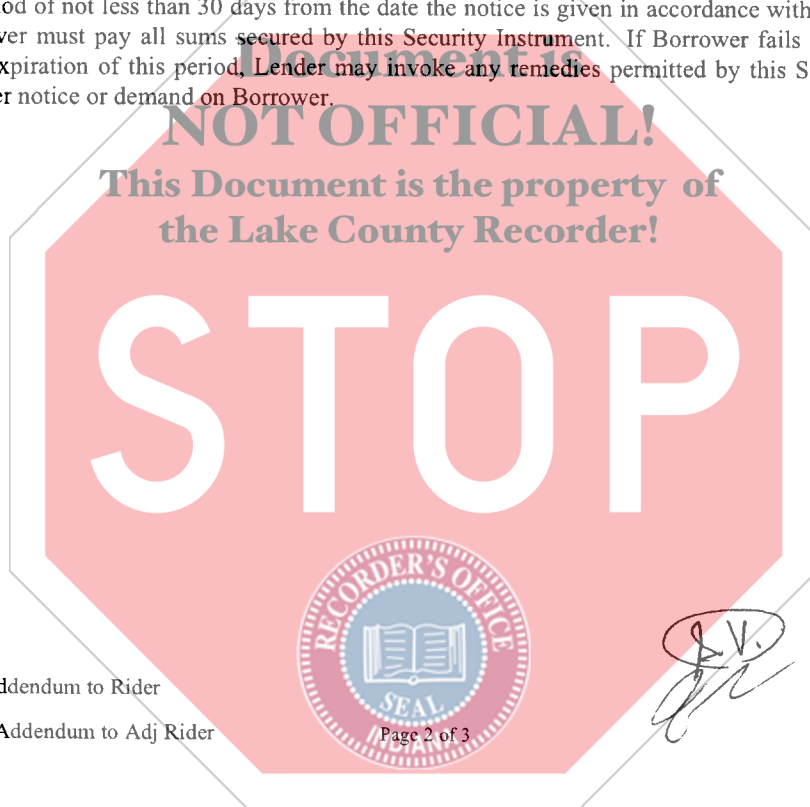 od of not less than 30 days from the date the notice is given in accordance with
ver must pay all sums secured by this Security Instrument. If Borrower fails
xpiration of this period, Lender may invoke any remedies permitted by this S
er notice or demand on Borrower.
Document is
NOT OFFICIAL!
This Document is the property of
the Lake County Recorder!
STOP
RECORDER'S OFFICE
SEAL
INDIANA
S.V.
ddendum to Rider
Addendum to Adj Rider
Page 2 of 3